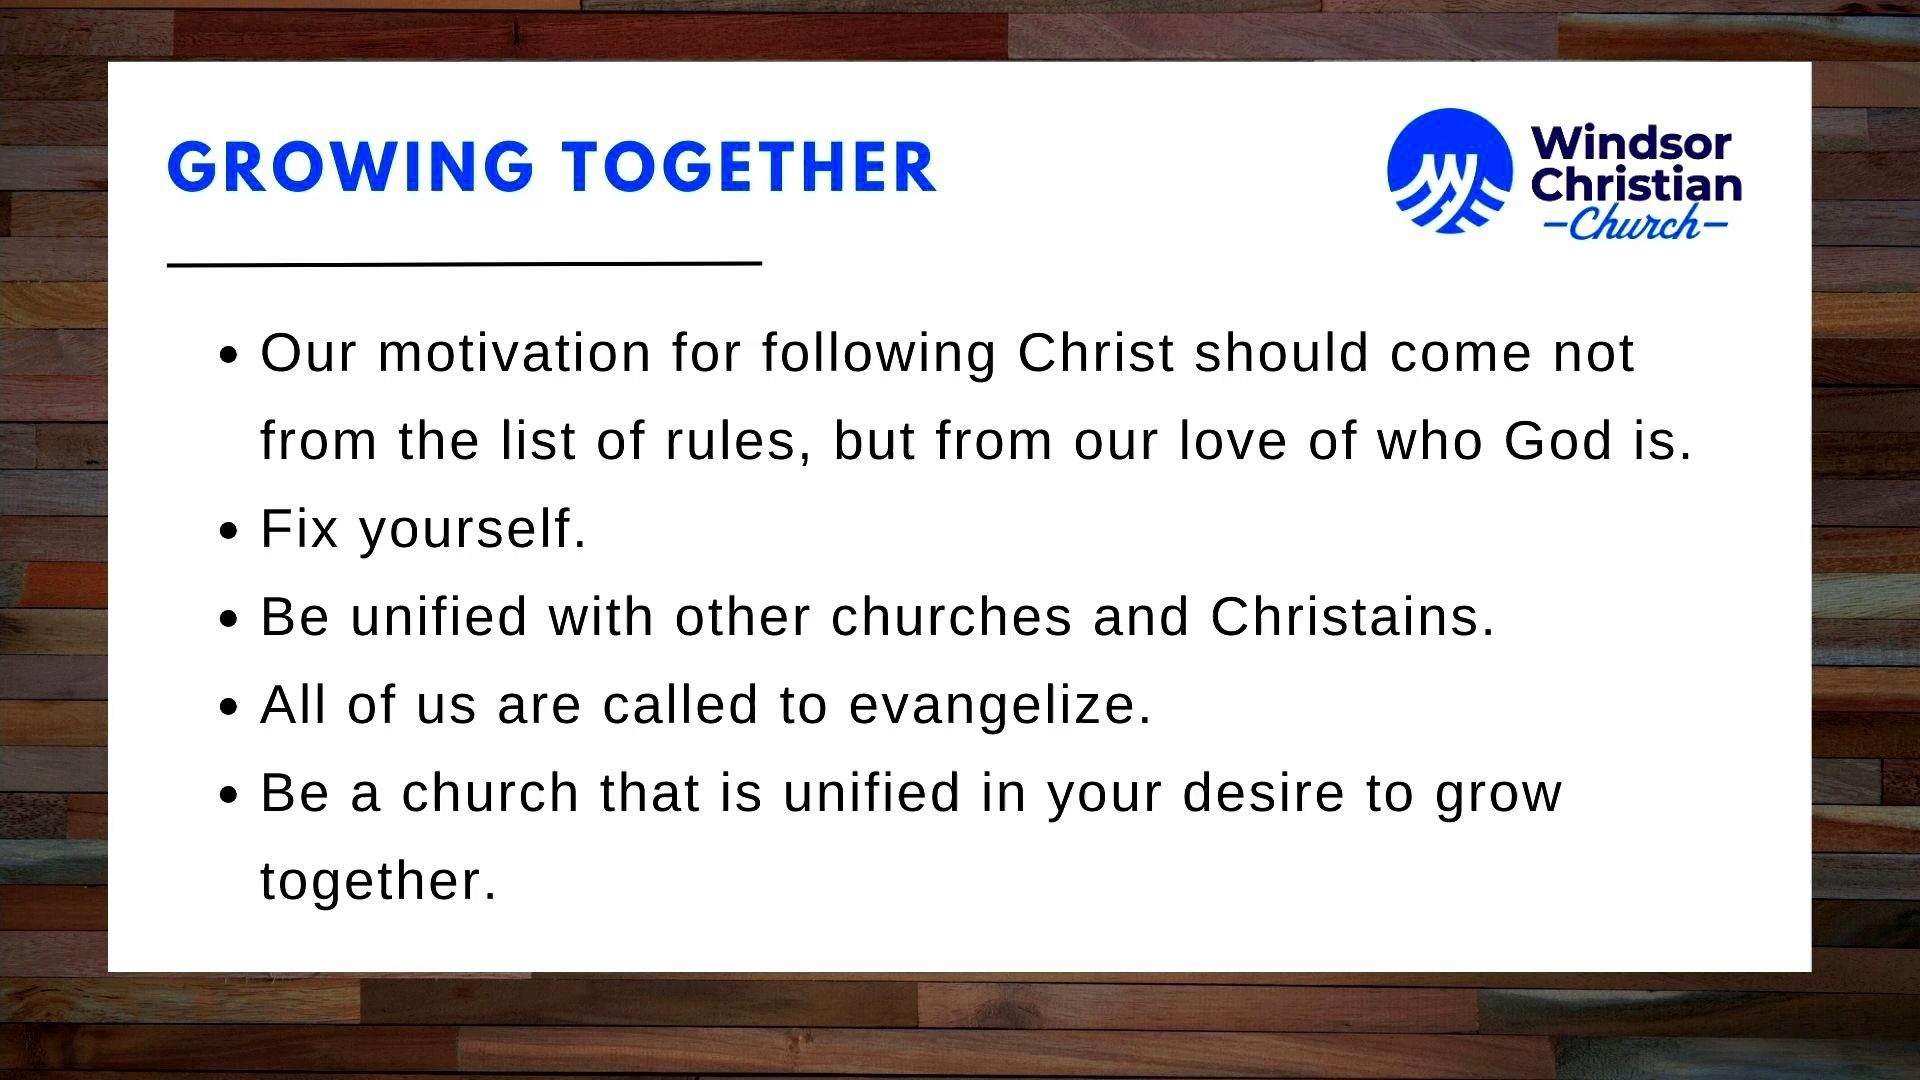 GROWING TOGETHER
Windsor
Christian
-Church-
• Our motivation for following Christ should come not
from the list of rules, but from our love of who God is.
• Fix yourself.
• Be unified with other churches and Christains.
• All of us are called to evangelize.
• Be a church that is unified in your desire to grow
together.